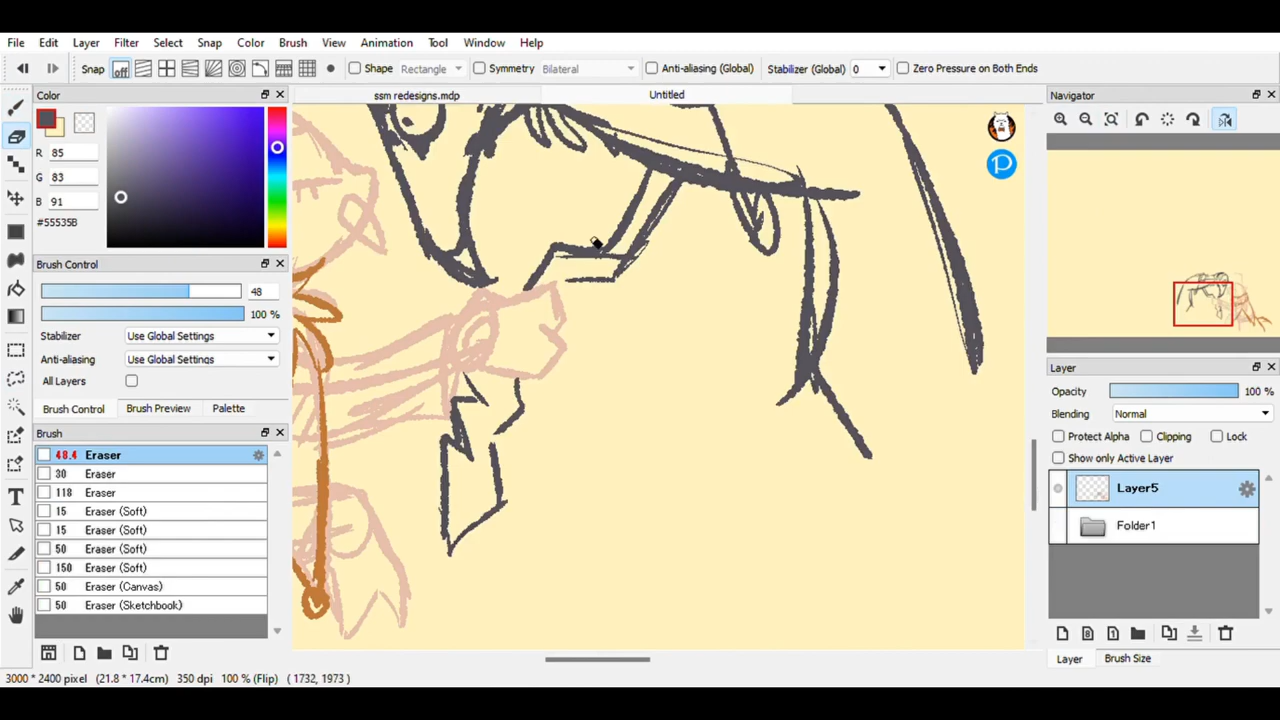 File Edit Layer Filter Select Snap Color Brush View Animation Tool Window Help
Snap off Shape Rectangle Symmetry Bilateral Anti-aliasing (Global) Stabilizer (Global) 0 Zero Pressure on Both Ends
Color
ssm redesigns.mdp
Untitled
Navigator
R 85
G 83
B 91
#55535B
Brush Control
48
100 %
Stabilizer Use Global Settings
Anti-aliasing Use Global Settings
All Layers
Brush Control Brush Preview Palette
Brush
48.4 Eraser
30 Eraser
118 Eraser
15 Eraser (Soft)
15 Eraser (Soft)
50 Eraser (Soft)
150 Eraser (Soft)
50 Eraser (Canvas)
50 Eraser (Sketchbook)
Layer
Opacity 100 %
Blending Normal
Protect Alpha Clipping Lock
Show only Active Layer
Layer5
Folder1
Layer Brush Size
3000 * 2400 pixel (21.8 * 17.4cm) 350 dpi 100 % (Flip) ( 1732, 1973 )